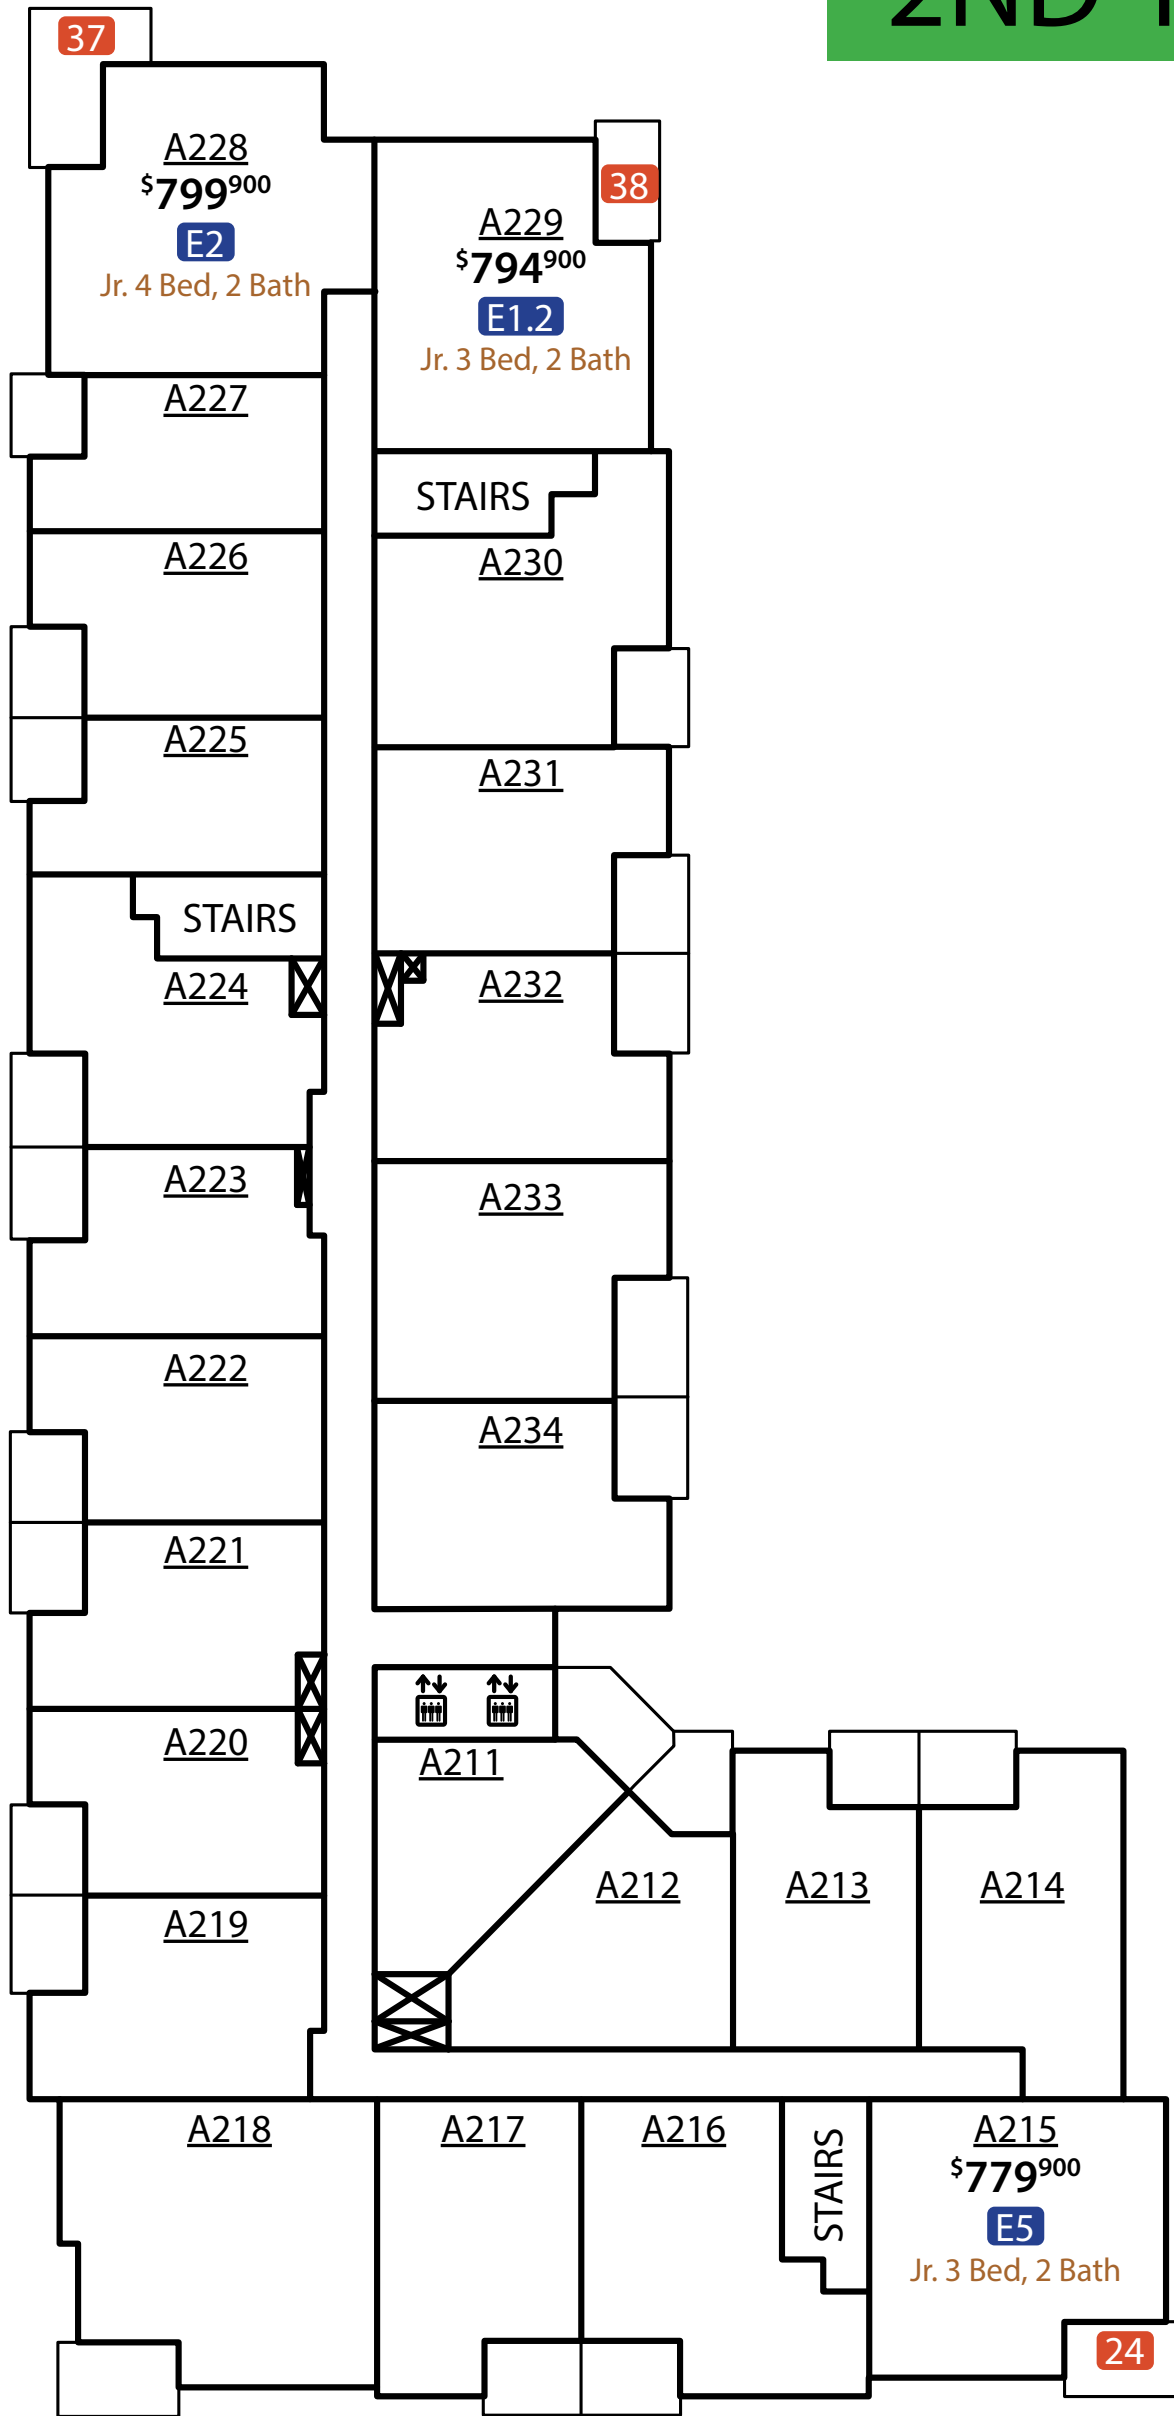 2ND
37
A228
$799900
E2
Jr. 4 Bed, 2 Bath
38
A229
$794900
E1.2
Jr. 3 Bed, 2 Bath
A227
STAIRS
A226
A230
A225
A231
STAIRS
A224
A232
A223
A233
A222
A234
A221
A220
A211
A212
A213
A214
A219
A218
A217
A216
STAIRS
A215
$779900
E5
Jr. 3 Bed, 2 Bath
24